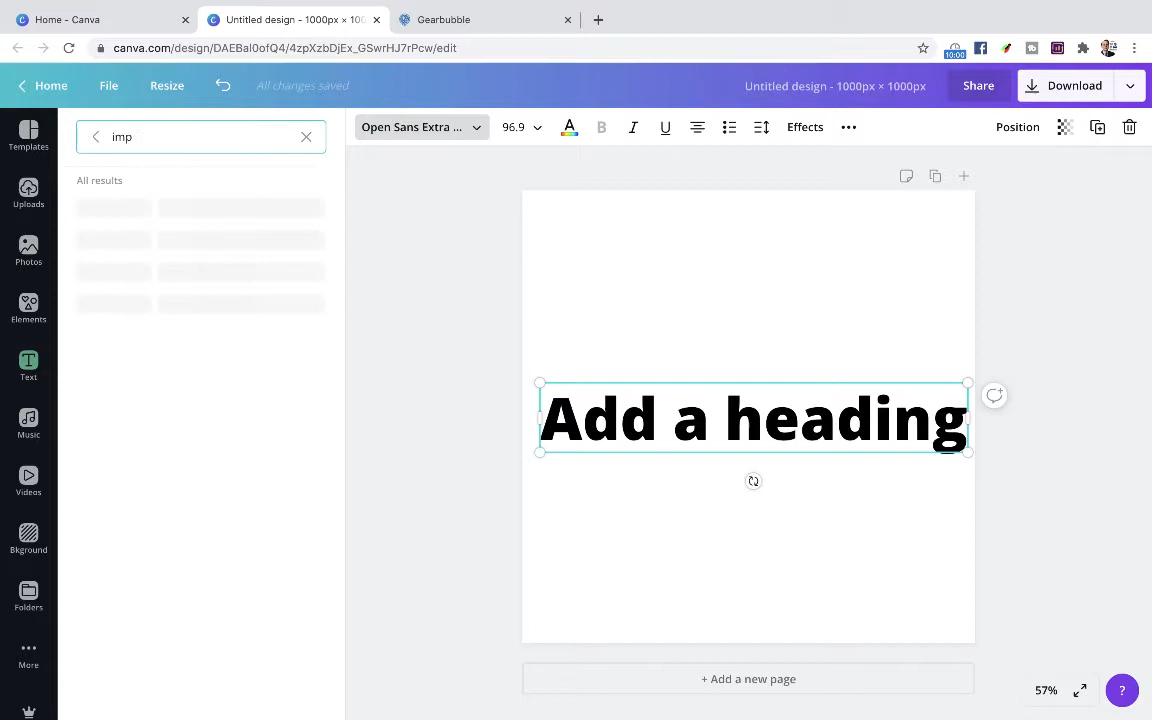 Home - Canva
Untitled design - 1000px × 100
Gearbubble
canva.com/design/DAEBal0ofQ4/4zpXzbDjEx_GSwrHJ7rPcw/edit
10:00
Home
File
Resize
All changes saved
Untitled design - 1000px × 1000px
Share
Download
Templates
Uploads
Photos
Elements
Text
Music
Videos
Bkground
Folders
More
imp
All results
Open Sans Extra ...
96.9
A
B
I
U
Effects
Position
Add a heading
+ Add a new page
57%
?